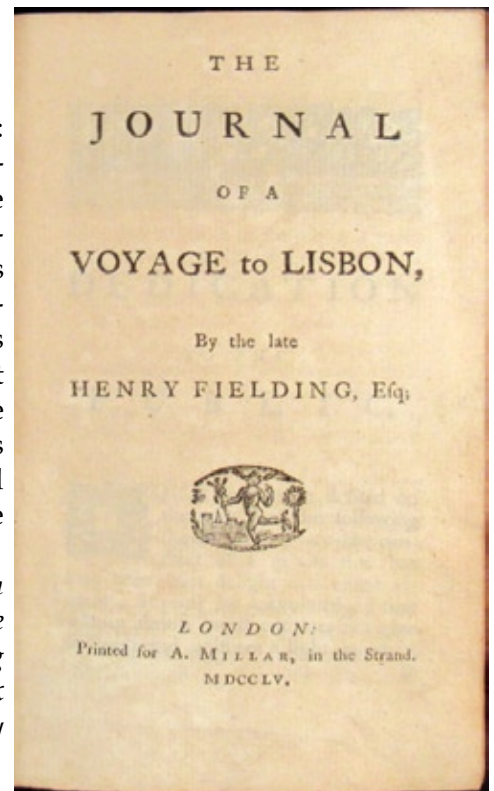 THE
JOURNAL
OF A
VOYAGE to LISBON,
By the late
HENRY FIELDING, Eſq;
LONDON:
Printed for A. MILLAR, in the Strand.
MDCCLV.